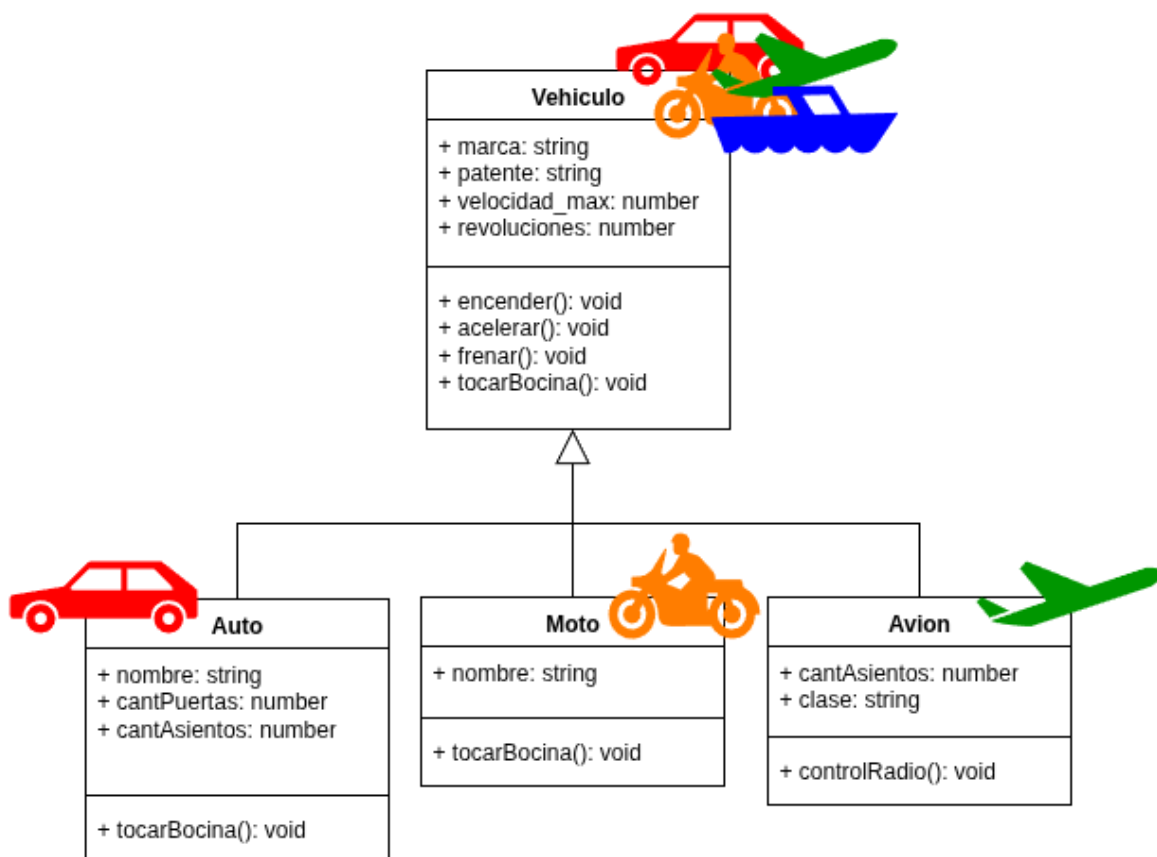 Vehiculo
+ marca: string
+ patente: string
+ velocidad_max: number
+ revoluciones: number
+ encender(): void
+ acelerar(): void
+ frenar(): void
+ tocarBocina(): void
Auto
+ nombre: string
+ cantPuertas: number
+ cantAsientos: number
+ tocarBocina(): void
Moto
+ nombre: string
+ tocarBocina(): void
Avion
+ cantAsientos: number
+ clase: string
+ controlRadio(): void